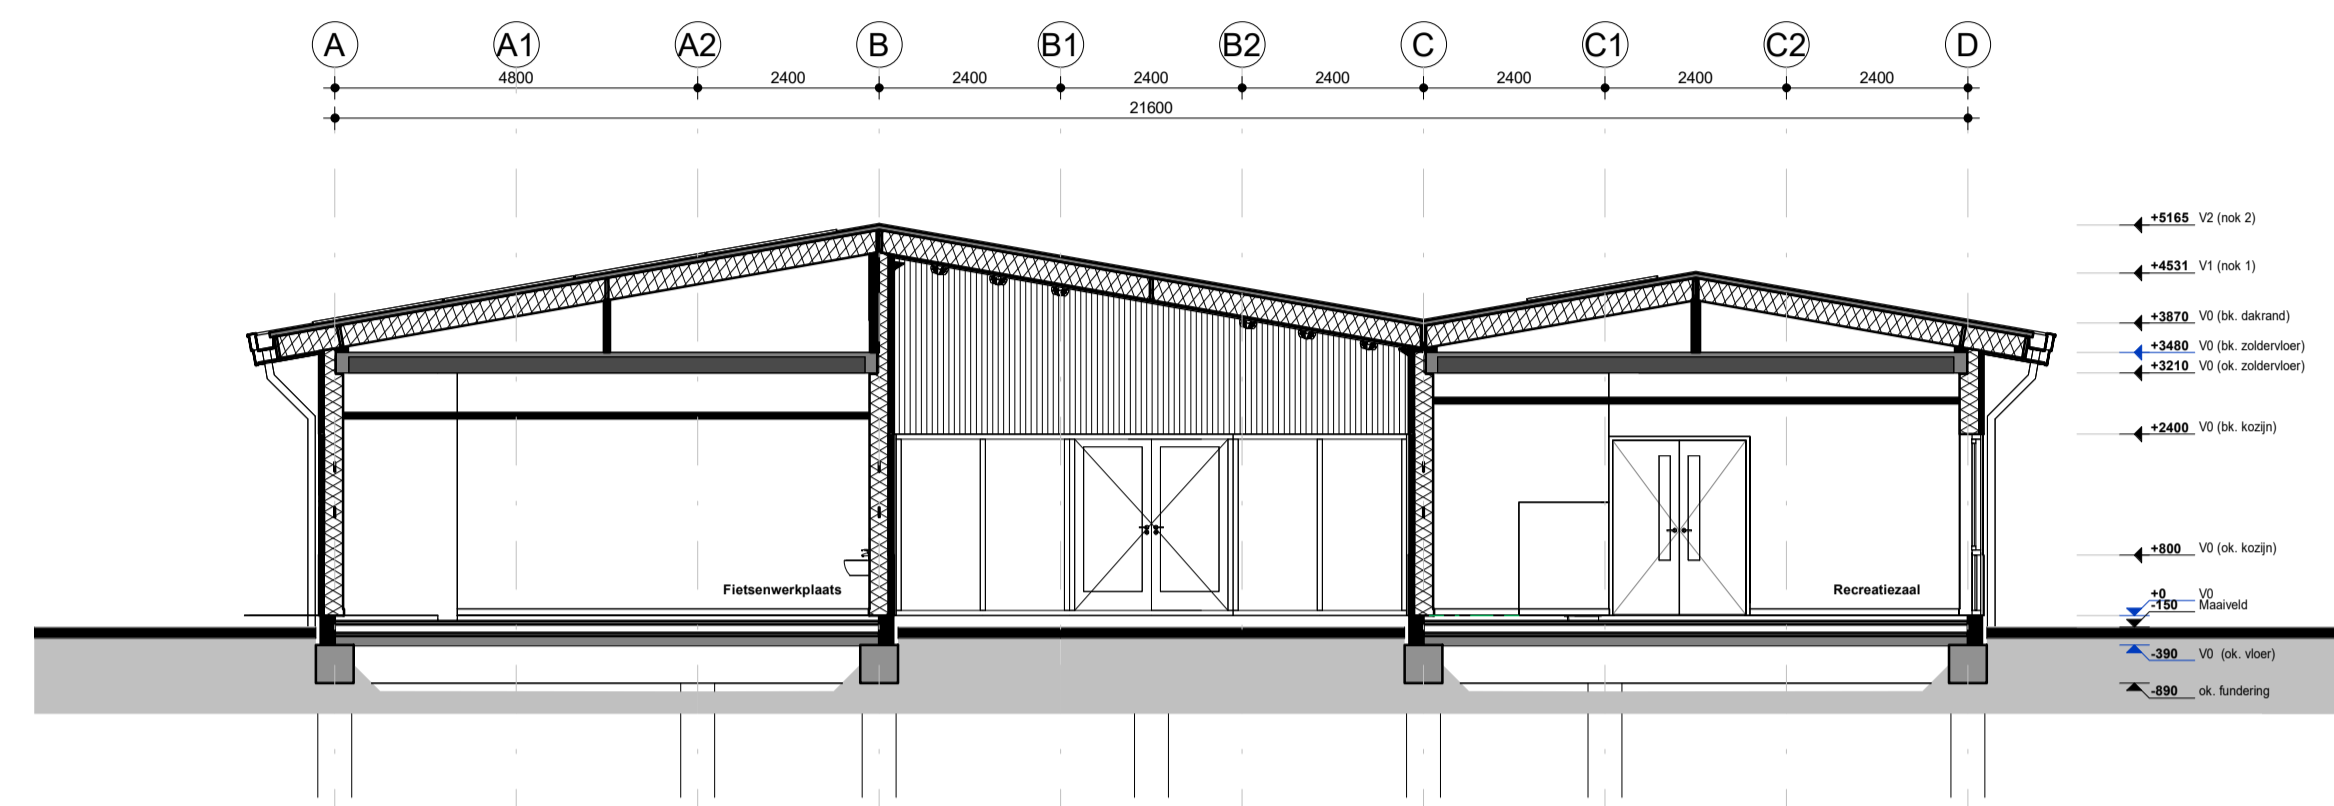 A A1 A2 B B1 B2 C C1 C2 D
4800 2400 2400 2400 2400 2400 2400 2400
21600
+5165 V2 (nok 2)
+4531 V1 (nok 1)
+3870 V0 (bk. dakrand)
+3480 V0 (bk. zoldervloer)
+3210 V0 (ok. zoldervloer)
+2400 V0 (bk. kozijn)
+800 V0 (ok. kozijn)
Fietsenwerkplaats
Recreatiezaal
+0 V0
-150 Maaiveld
-390 V0 (ok. vloer)
-890 ok. fundering